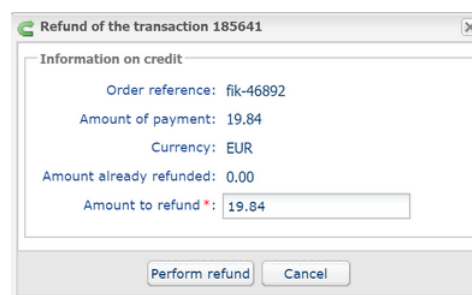 Refund of the transaction 185641
Information on credit
Order reference: fik-46892
Amount of payment: 19.84
Currency: EUR
Amount already refunded: 0.00
Amount to refund *: 19.84
Perform refund Cancel